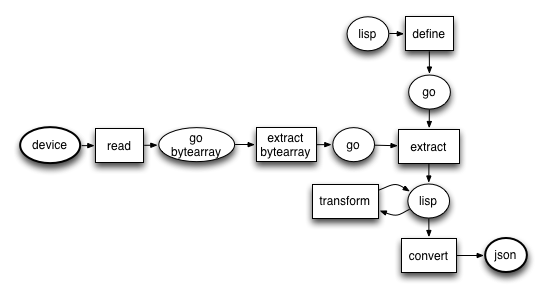 lisp
define
go
device
read
go
bytearray
extract
bytearray
go
extract
transform
lisp
convert
json